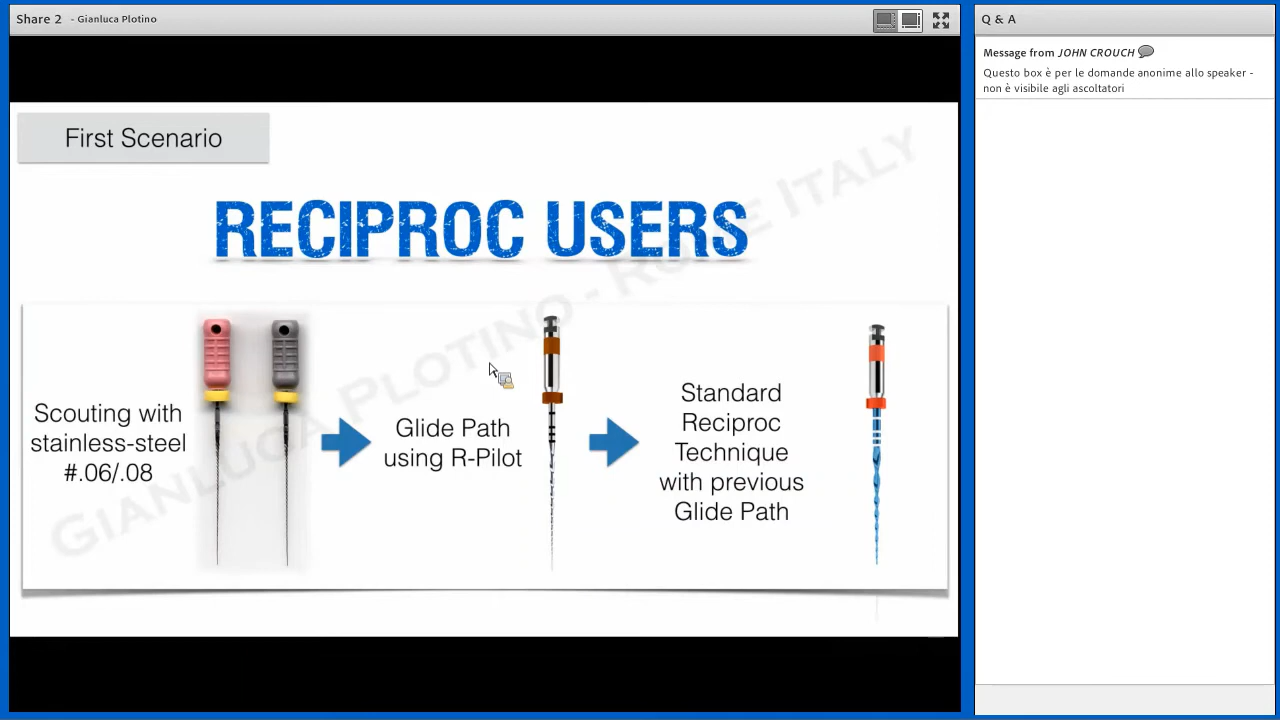 Share 2 - Gianluca Plotino
Q & A
Message from JOHN CROUCH
Questo box è per le domande anonime allo speaker -
non è visibile agli ascoltatori
First Scenario
RECIPROC USERS
Scouting with
stainless-steel
#.06/.08
Glide Path
using R-Pilot
Standard
Reciproc
Technique
with previous
Glide Path
Gianluca Plotino - Rome Italy